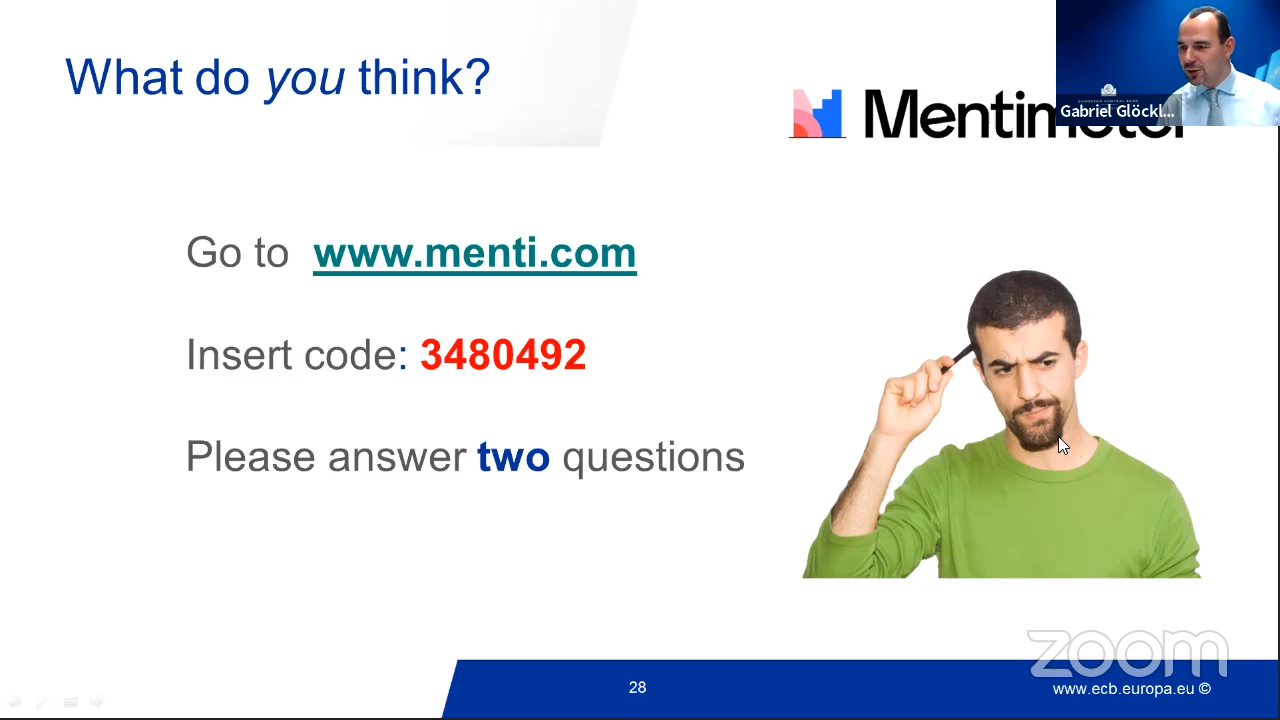 What do you think?
Mentimeter
Gabriel Glöckl...
Go to www.menti.com
Insert code: 3480492
Please answer two questions
zoom
28
www.ecb.europa.eu ©